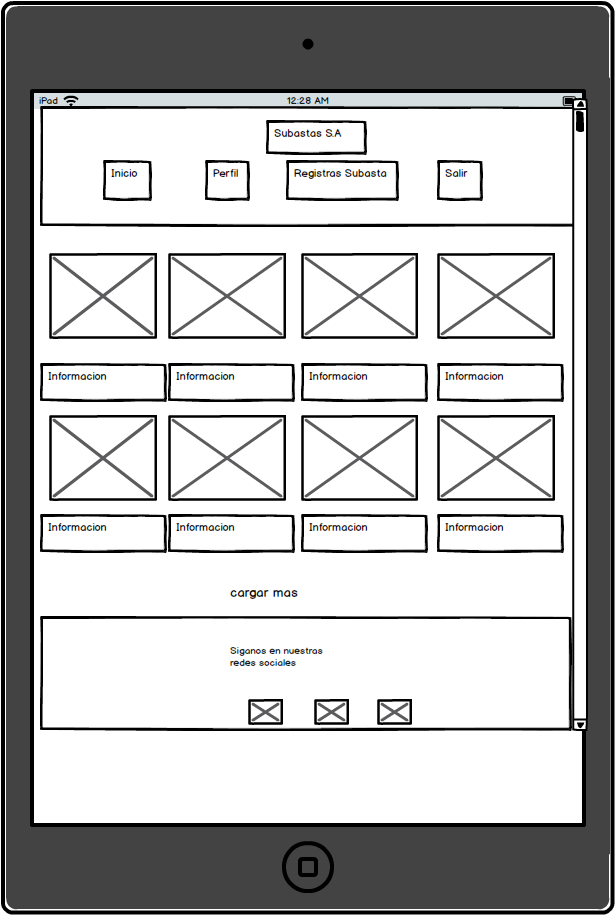 iPad
12:28 AM
Subastas S.A
Inicio
Perfil
Registras Subasta
Salir
Informacion
Informacion
Informacion
Informacion
Informacion
Informacion
Informacion
Informacion
cargar mas
Siganos en nuestras
redes sociales